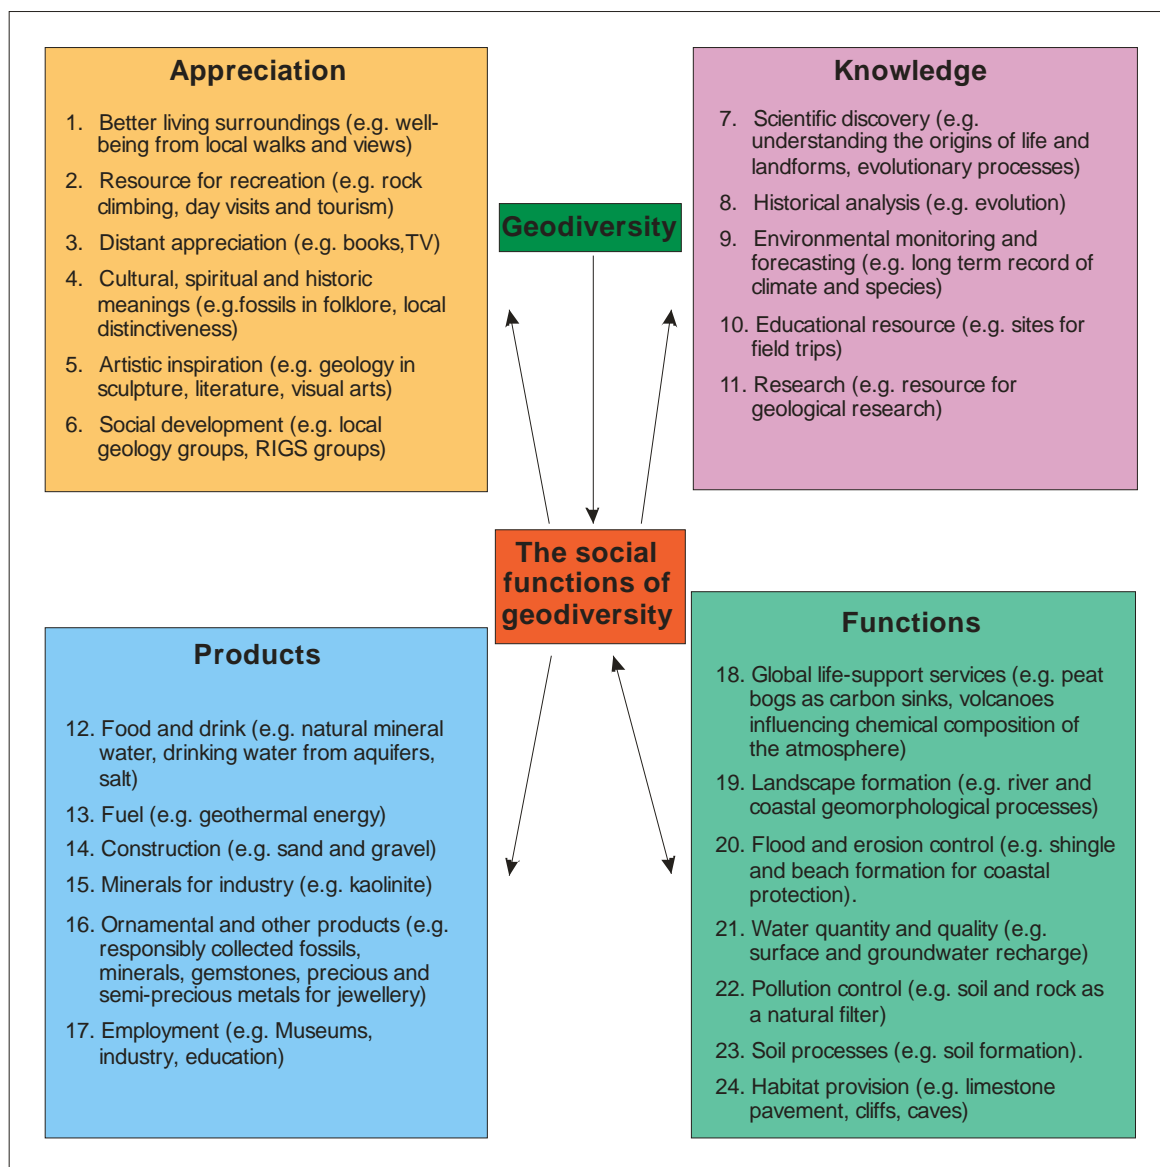 Appreciation
1. Better living surroundings (e.g. well-
being from local walks and views)
2. Resource for recreation (e.g. rock
climbing, day visits and tourism)
3. Distant appreciation (e.g. books,TV)
4. Cultural, spiritual and historic
meanings (e.g.fossils in folklore, local
distinctiveness)
5. Artistic inspiration (e.g. geology in
sculpture, literature, visual arts)
6. Social development (e.g. local
geology groups, RIGS groups)
Geodiversity
Knowledge
7. Scientific discovery (e.g.
understanding the origins of life and
landforms, evolutionary processes)
8. Historical analysis (e.g. evolution)
9. Environmental monitoring and
forecasting (e.g. long term record of
climate and species)
10. Educational resource (e.g. sites for
field trips)
11. Research (e.g. resource for
geological research)
The social
functions of
geodiversity
Products
12. Food and drink (e.g. natural mineral
water, drinking water from aquifers,
salt)
13. Fuel (e.g. geothermal energy)
14. Construction (e.g. sand and gravel)
15. Minerals for industry (e.g. kaolinite)
16. Ornamental and other products (e.g.
responsibly collected fossils,
minerals, gemstones, precious and
semi-precious metals for jewellery)
17. Employment (e.g. Museums,
industry, education)
Functions
18. Global life-support services (e.g. peat
bogs as carbon sinks, volcanoes
influencing chemical composition of
the atmosphere)
19. Landscape formation (e.g. river and
coastal geomorphological processes)
20. Flood and erosion control (e.g. shingle
and beach formation for coastal
protection).
21. Water quantity and quality (e.g.
surface and groundwater recharge)
22. Pollution control (e.g. soil and rock as
a natural filter)
23. Soil processes (e.g. soil formation).
24. Habitat provision (e.g. limestone
pavement, cliffs, caves)